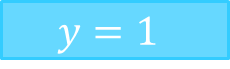 y = 1